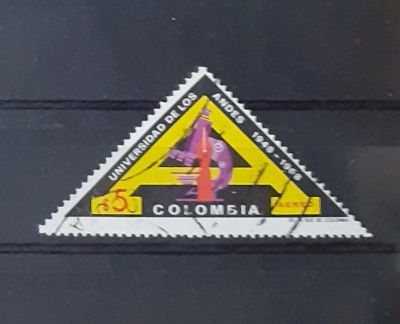 UNIVERSIDAD DE LOS
ANDES 1948-1968
$5
COLOMBIA
AEREO